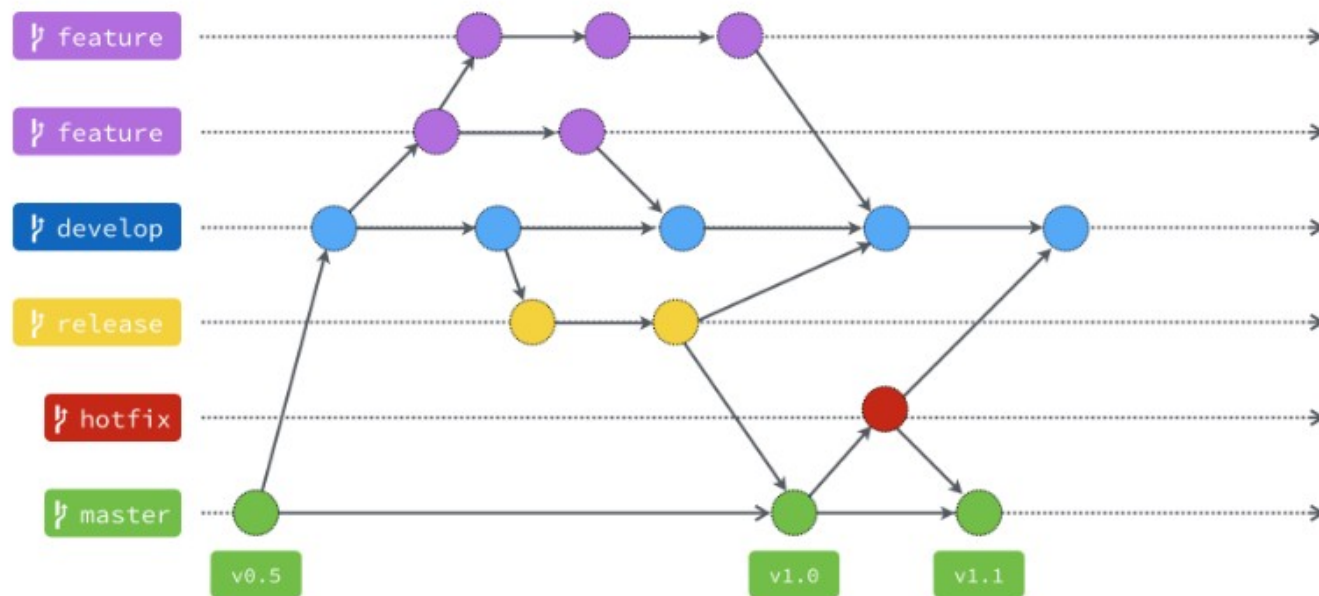 feature
feature
develop
release
hotfix
master
v0.5
v1.0
v1.1